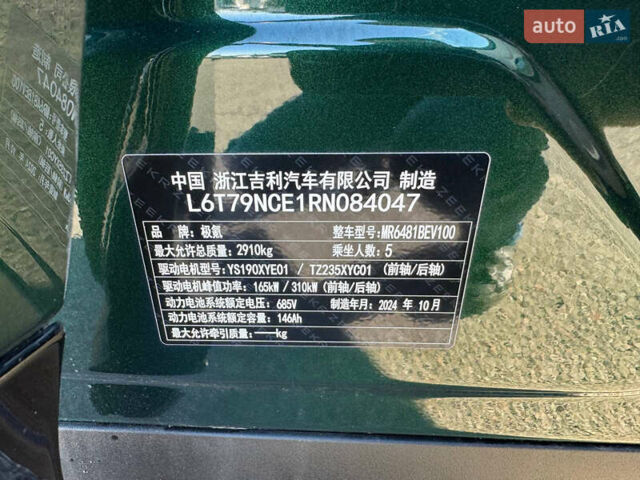 auto RIA.com
中国 浙江吉利汽车有限公司 制造
L6T79NCE1RN084047
品牌：极氪 整车型号：MR6481BEV100
最大允许总质量：2910kg 乘坐人数：5
驱动电机型号：YS190XYE01 / TZ235XYC01 (前轴/后轴)
驱动电机峰值功率：165kW / 310kW (前轴/后轴)
动力电池系统额定电压：685V 制造年月：2024 年 10 月
动力电池系统额定容量：146Ah
最大允许牵引质量：——kg